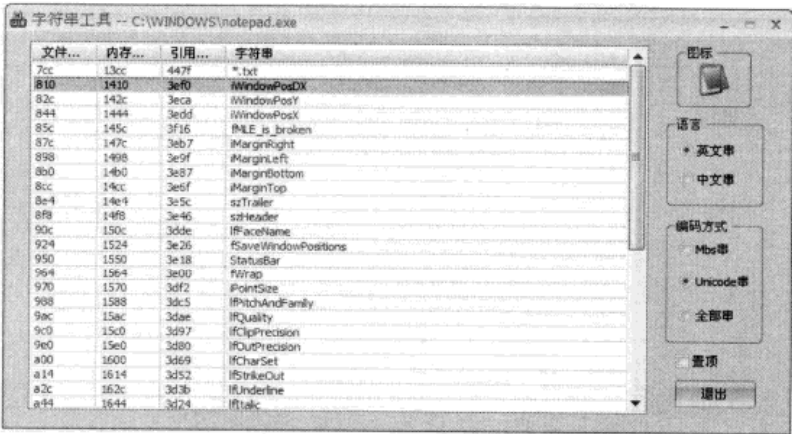 字符串工具 -- C:\WINDOWS\notepad.exe
文件... 内存... 引用... 字符串
7cc 13cc 447f *.txt
810 1410 3ef0 iWindowPosDX
82c 142c 3eca iWindowPosY
844 1444 3edd iWindowPosX
85c 145c 3f16 fMLE_is_broken
87c 147c 3eb7 iMarginRight
898 1498 3e9f iMarginLeft
8b0 14b0 3e87 iMarginBottom
8cc 14cc 3e6f iMarginTop
8e4 14e4 3e5c szTrailer
8f8 14f8 3e46 szHeader
90c 150c 3dde lfFaceName
924 1524 3e26 fSaveWindowPositions
950 1550 3e18 StatusBar
964 1564 3e00 fWrap
970 1570 3df2 iPointSize
988 1588 3dc5 lfPitchAndFamily
9ac 15ac 3dae lfQuality
9c0 15c0 3d97 lfClipPrecision
9e0 15e0 3d80 lfOutPrecision
a00 1600 3d69 lfCharSet
a14 1614 3d52 lfStrikeOut
a2c 162c 3d3b lfUnderline
a44 1644 3d24 lfItalic
图标
语言
英文串
中文串
编码方式
Mbs串
Unicode串
全部串
置顶
退出